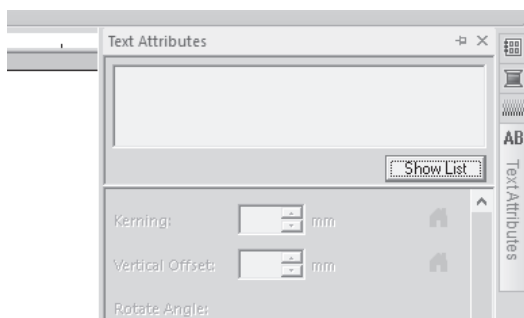 Text Attributes
Show List
Kerning: mm
Vertical Offset: mm
Rotate Angle:
AB
Text Attributes